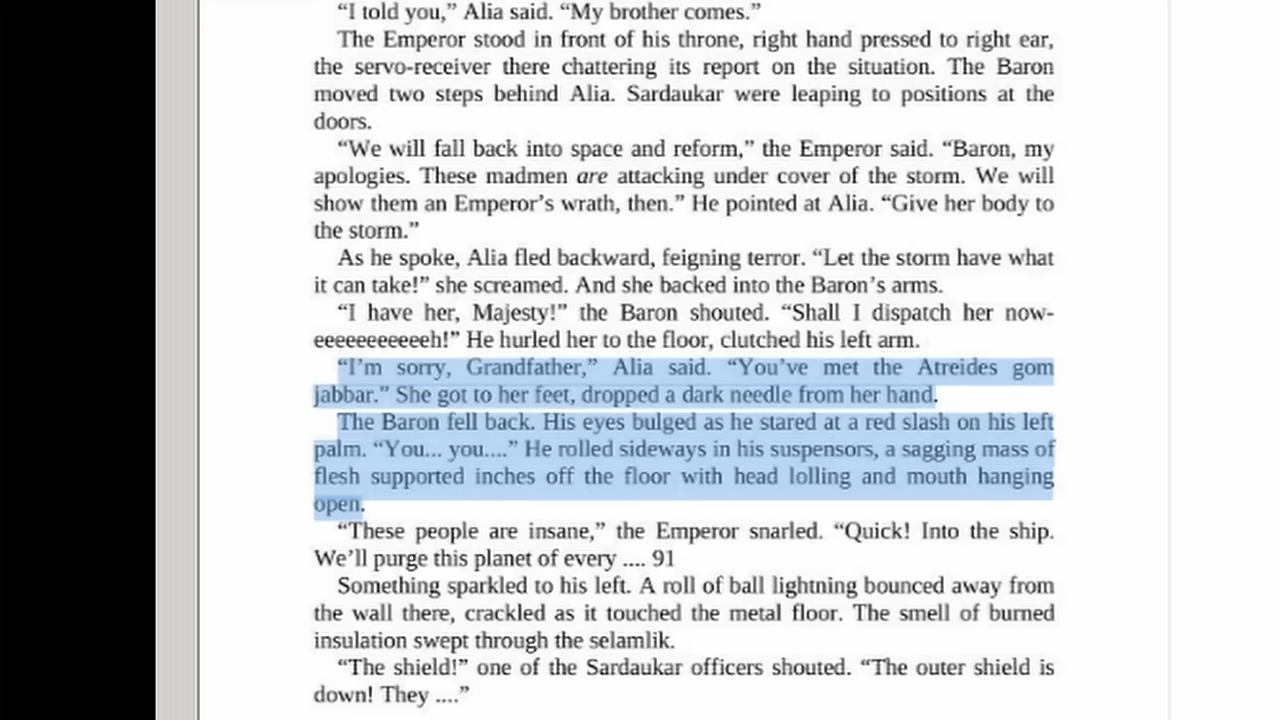 “I told you,” Alia said. “My brother comes.”
The Emperor stood in front of his throne, right hand pressed to right ear,
the servo-receiver there chattering its report on the situation. The Baron
moved two steps behind Alia. Sardaukar were leaping to positions at the
doors.
“We will fall back into space and reform,” the Emperor said. “Baron, my
apologies. These madmen are attacking under cover of the storm. We will
show them an Emperor’s wrath, then.” He pointed at Alia. “Give her body to
the storm.”
As he spoke, Alia fled backward, feigning terror. “Let the storm have what
it can take!” she screamed. And she backed into the Baron’s arms.
“I have her, Majesty!” the Baron shouted. “Shall I dispatch her now-
eeeeeeeeeeeh!” He hurled her to the floor, clutched his left arm.
“I’m sorry, Grandfather,” Alia said. “You’ve met the Atreides gom
jabbar.” She got to her feet, dropped a dark needle from her hand.
The Baron fell back. His eyes bulged as he stared at a red slash on his left
palm. “You... you....” He rolled sideways in his suspensors, a sagging mass of
flesh supported inches off the floor with head lolling and mouth hanging
open.
“These people are insane,” the Emperor snarled. “Quick! Into the ship.
We’ll purge this planet of every .... 91
Something sparkled to his left. A roll of ball lightning bounced away from
the wall there, crackled as it touched the metal floor. The smell of burned
insulation swept through the selamlik.
“The shield!” one of the Sardaukar officers shouted. “The outer shield is
down! They ....”